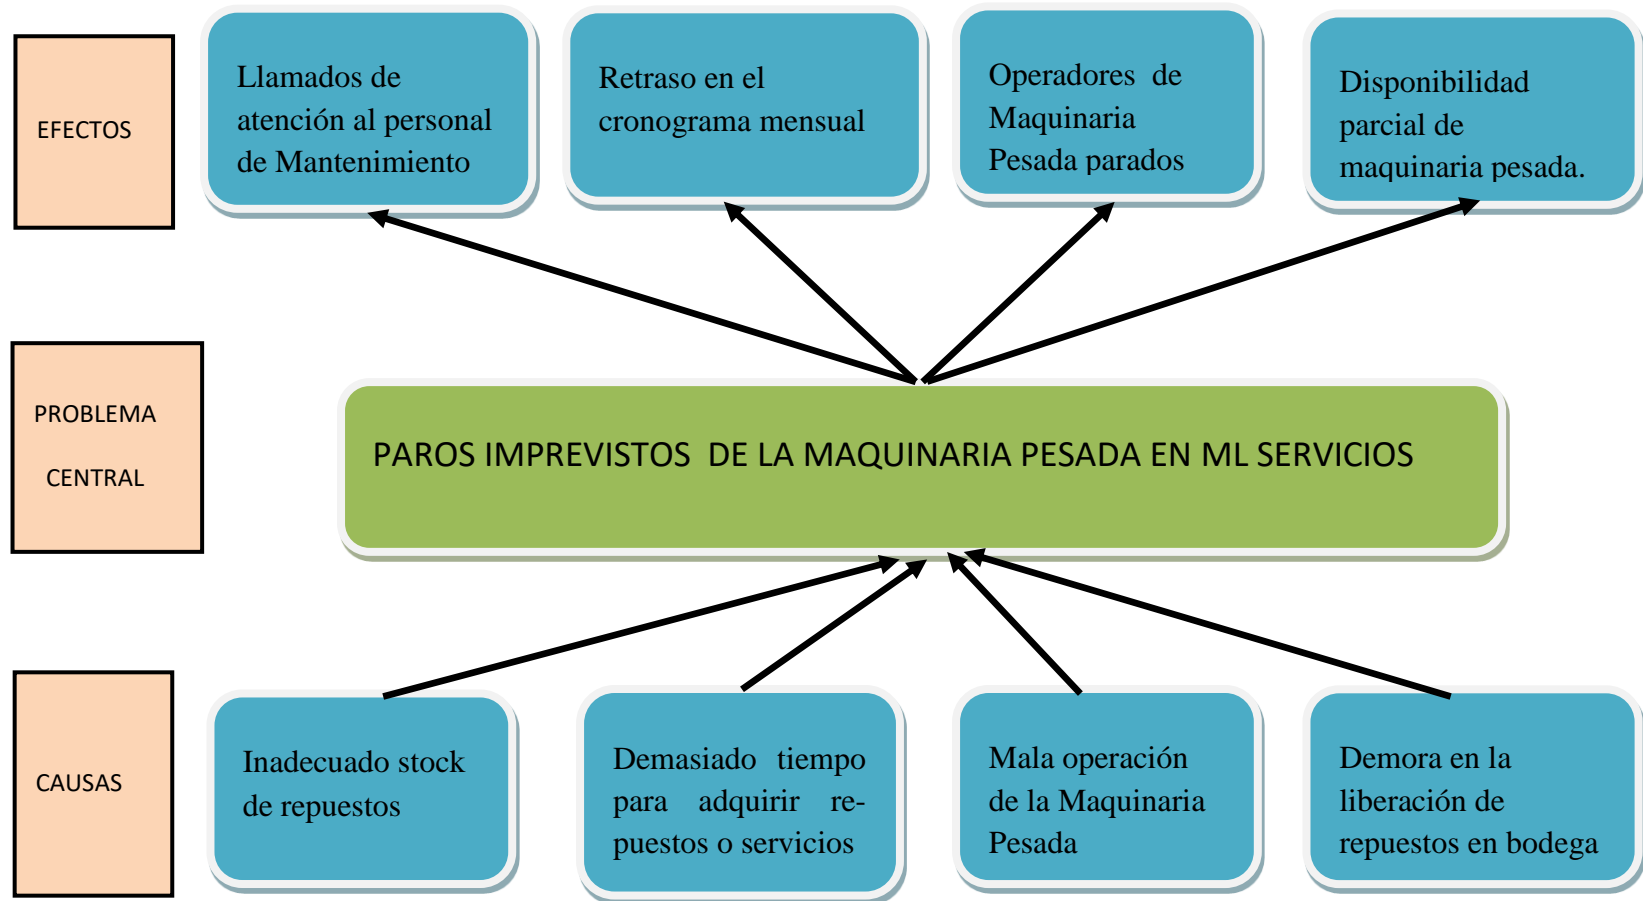 EFECTOS
Llamados de
atención al personal
de Mantenimiento
Retraso en el
cronograma mensual
Operadores de
Maquinaria
Pesada parados
Disponibilidad
parcial de
maquinaria pesada.
PROBLEMA
CENTRAL
PAROS IMPREVISTOS DE LA MAQUINARIA PESADA EN ML SERVICIOS
CAUSAS
Inadecuado stock
de repuestos
Demasiado tiempo
para adquirir re-
puestos o servicios
Mala operación
de la Maquinaria
Pesada
Demora en la
liberación de
repuestos en bodega